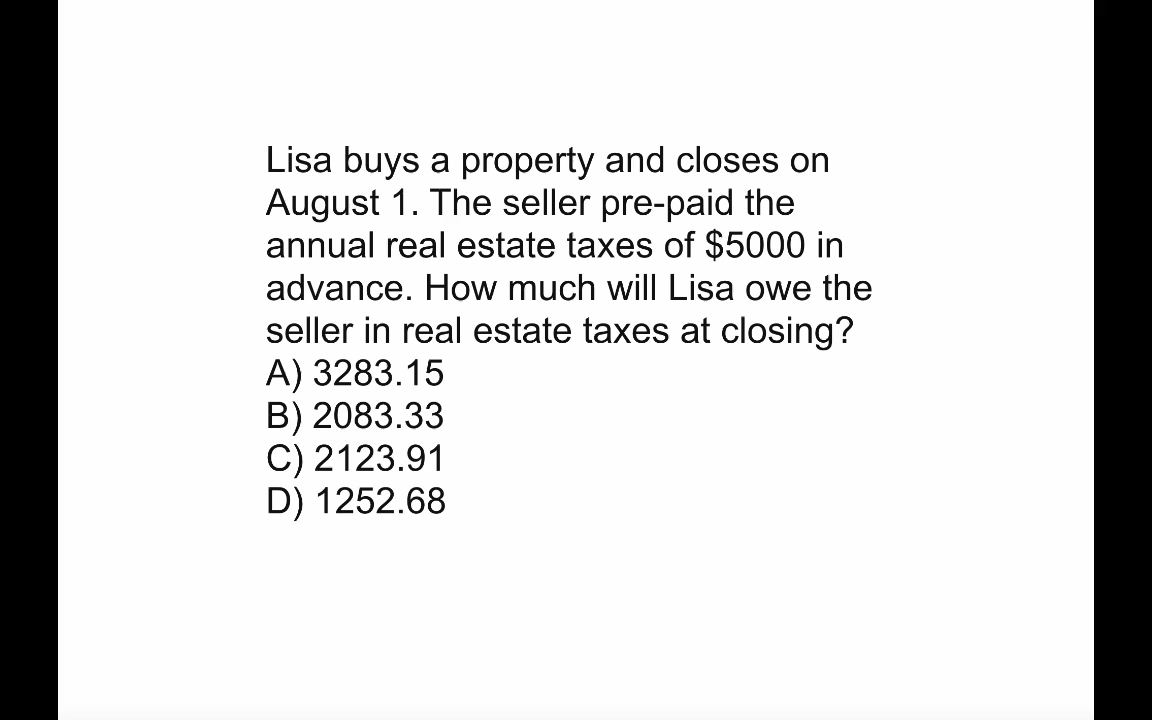 Lisa buys a property and closes on
August 1. The seller pre-paid the
annual real estate taxes of $5000 in
advance. How much will Lisa owe the
seller in real estate taxes at closing?
A) 3283.15
B) 2083.33
C) 2123.91
D) 1252.68